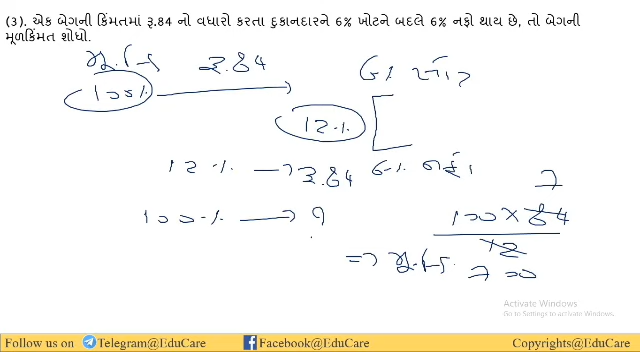 (3). એક બેગની કિંમતમાં રૂ.84 નો વધારો કરતા દુકાનદારને 6% ખોટને બદલે 6% નફો થાય છે, તો બેગની
મૂળકિંમત શોધો.
મૂ.કિં રૂ.84 6% ખોટ
100%
12%
12% → રૂ.84 6% નફો
100% → ?
7
100 × 84
12
⇒ મૂ.કિં. 700
Activate Windows
Go to Settings to activate Windows.
Follow us on Telegram@EduCare Facebook@EduCare Copyrights@EduCare